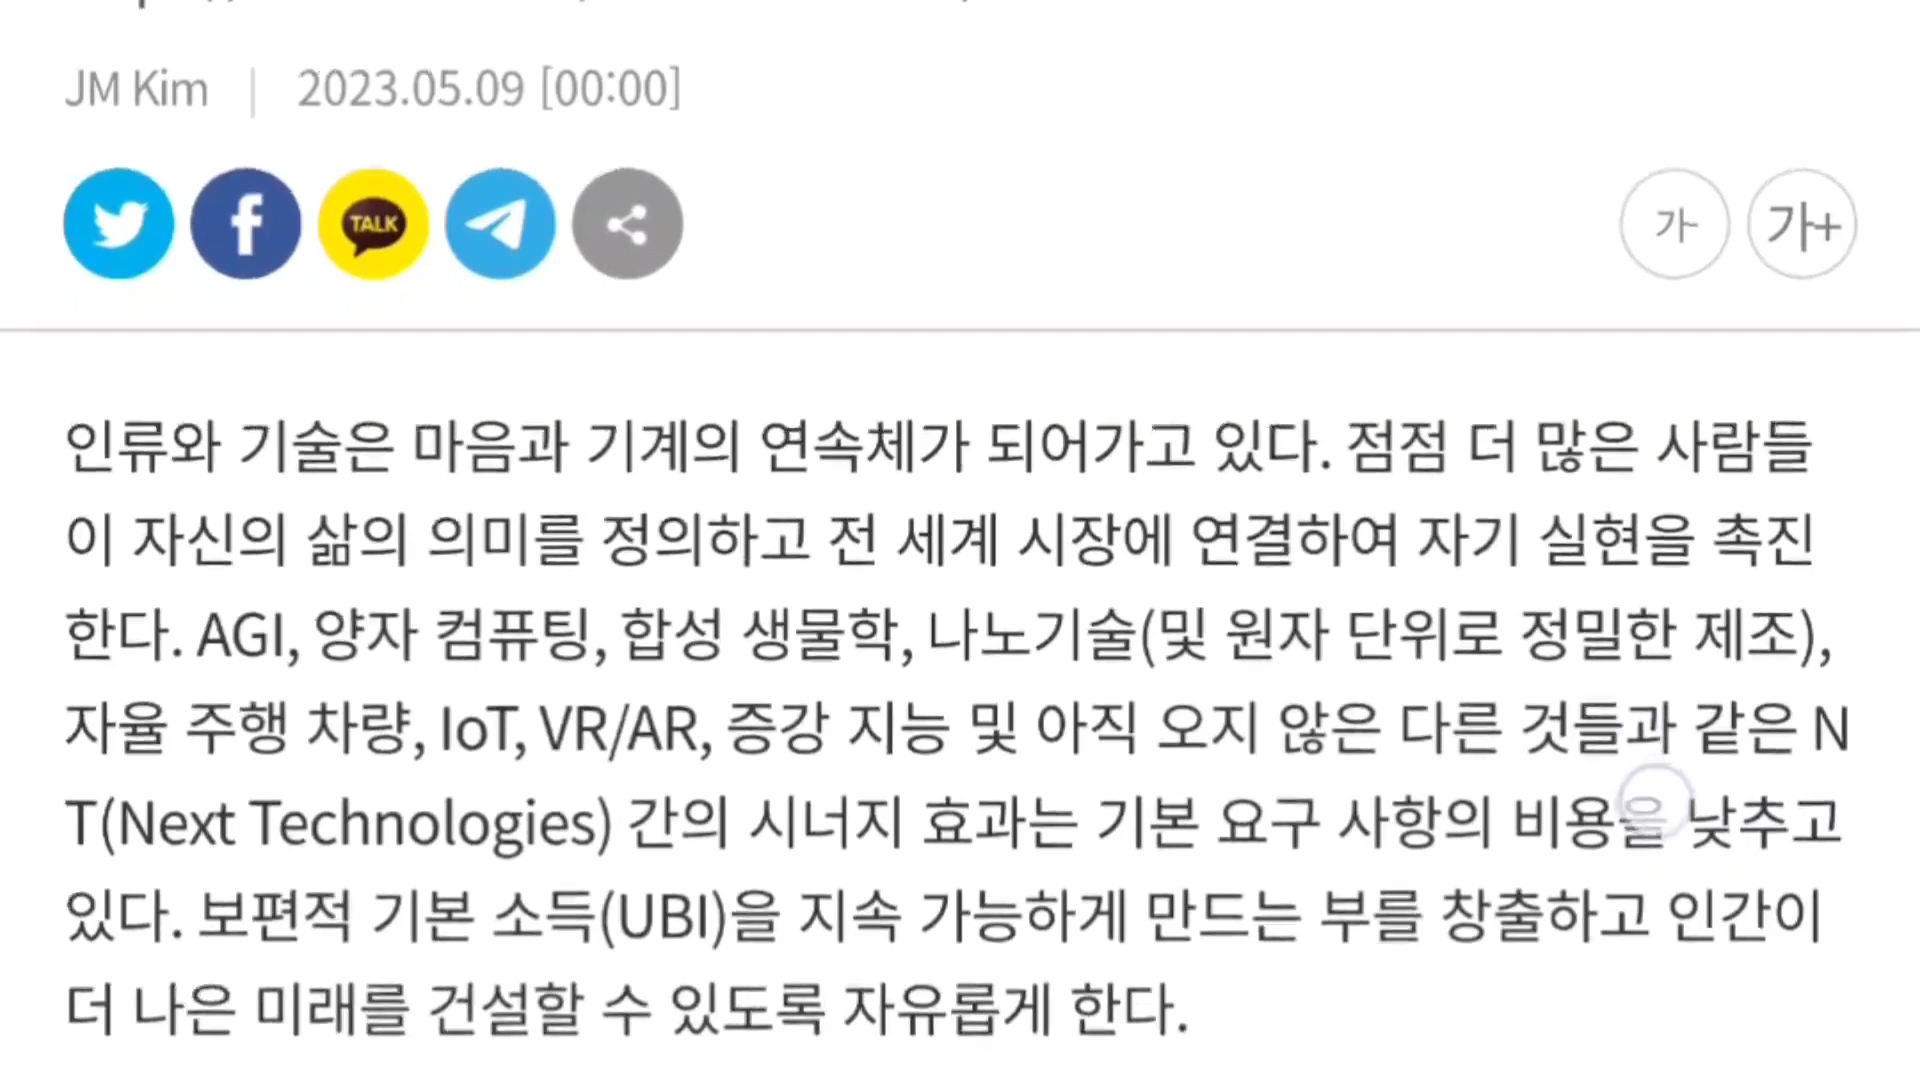 JM Kim | 2023.05.09 [00:00]
TALK
가- 가+
인류와 기술은 마음과 기계의 연속체가 되어가고 있다. 점점 더 많은 사람들
이 자신의 삶의 의미를 정의하고 전 세계 시장에 연결하여 자기 실현을 촉진
한다. AGI, 양자 컴퓨팅, 합성 생물학, 나노기술(및 원자 단위로 정밀한 제조),
자율 주행 차량, IoT, VR/AR, 증강 지능 및 아직 오지 않은 다른 것들과 같은 N
T(Next Technologies) 간의 시너지 효과는 기본 요구 사항의 비용을 낮추고
있다. 보편적 기본 소득(UBI)을 지속 가능하게 만드는 부를 창출하고 인간이
더 나은 미래를 건설할 수 있도록 자유롭게 한다.